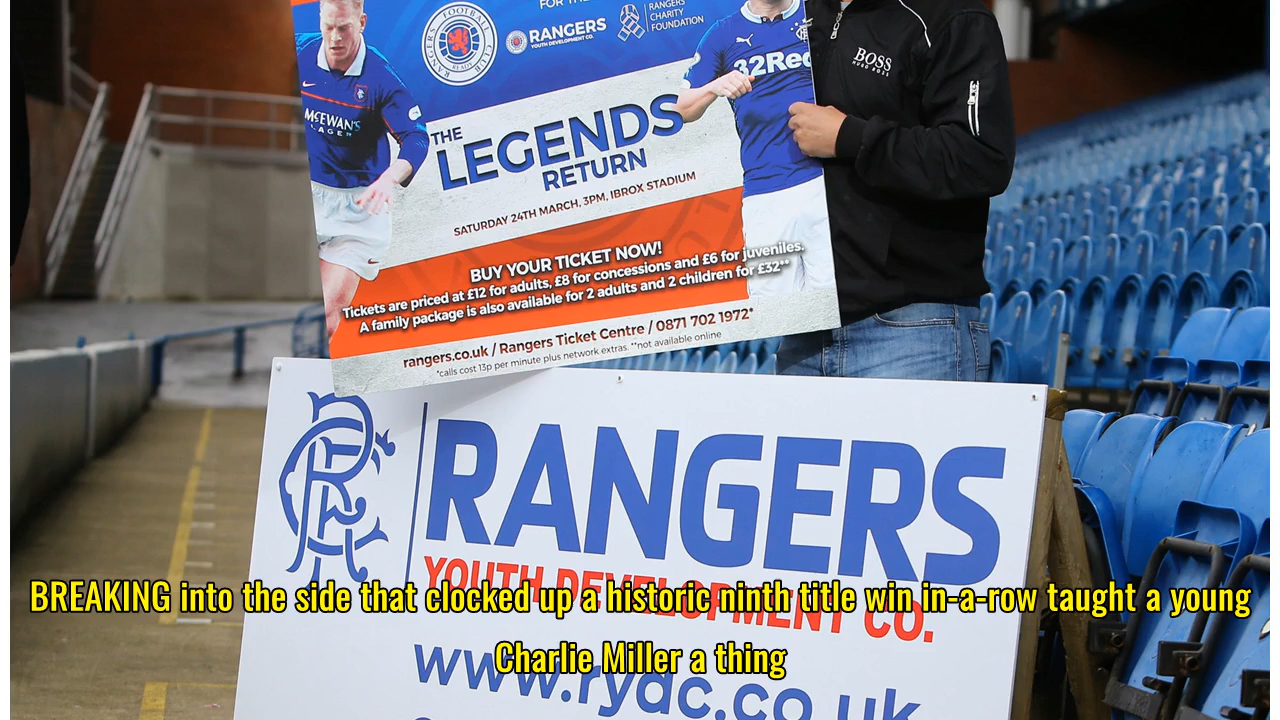 FOR THE
FOOTBALL
RANGERS
CLUB
RANGERS
YOUTH DEVELOPMENT CO.
RANGERS
CHARITY
FOUNDATION
32Red
BOSS
HUGO BOSS
McEWAN'S
LAGER
THE
LEGENDS
RETURN
SATURDAY 24TH MARCH, 3PM, IBROX STADIUM
BUY YOUR TICKET NOW!
Tickets are priced at £12 for adults, £8 for concessions and £6 for juveniles.
A family package is also available for 2 adults and 2 children for £32**
rangers.co.uk / Rangers Ticket Centre / 0871 702 1972*
*calls cost 13p per minute plus network extras. **not available online
RANGERS
YOUTH DEVELOPMENT CO.
www.rydc.co.uk
BREAKING into the side that clocked up a historic ninth title win in-a-row taught a young
Charlie Miller a thing